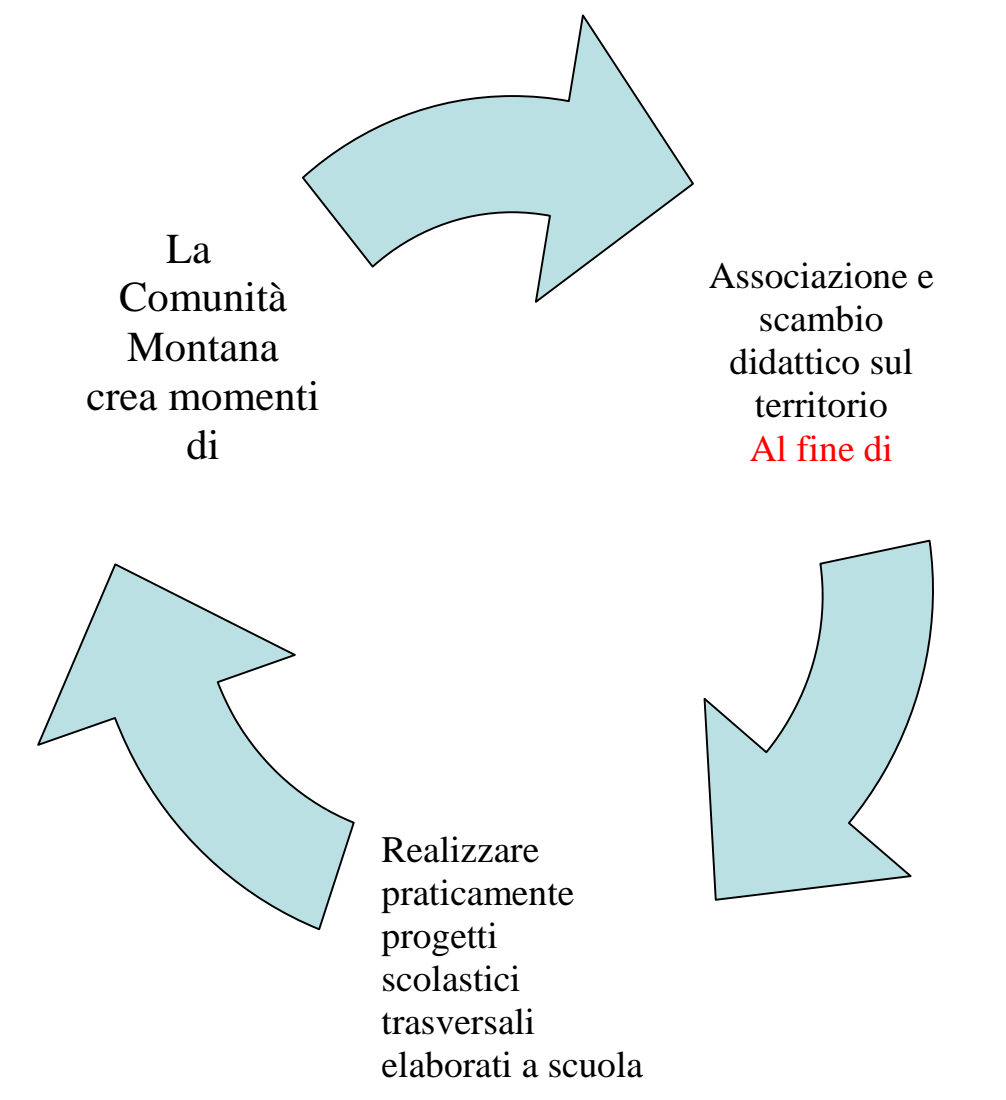 La
Comunità
Montana
crea momenti
di
Associazione e
scambio
didattico sul
territorio
Al fine di
Realizzare
praticamente
progetti
scolastici
trasversali
elaborati a scuola